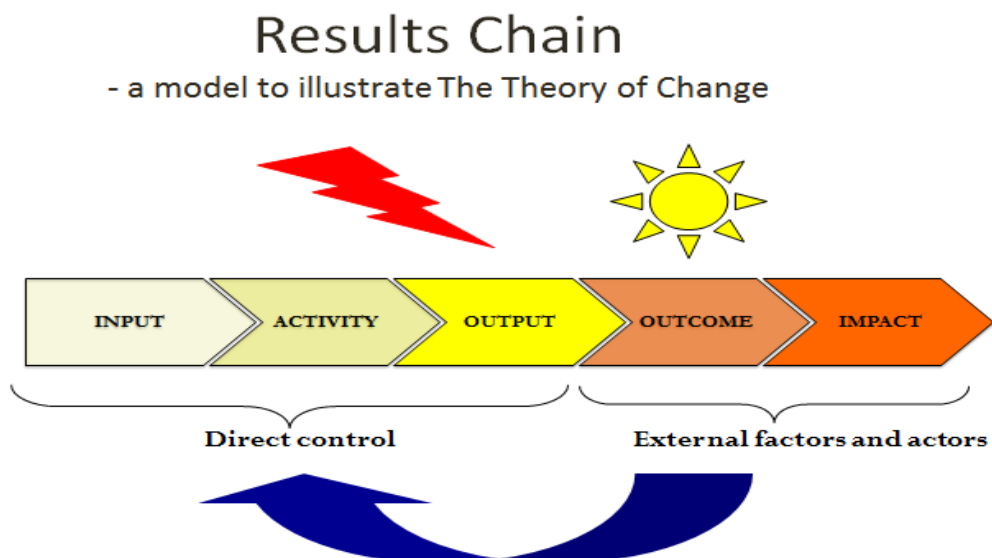 Results Chain
- a model to illustrate The Theory of Change
INPUT
ACTIVITY
OUTPUT
OUTCOME
IMPACT
Direct control
External factors and actors